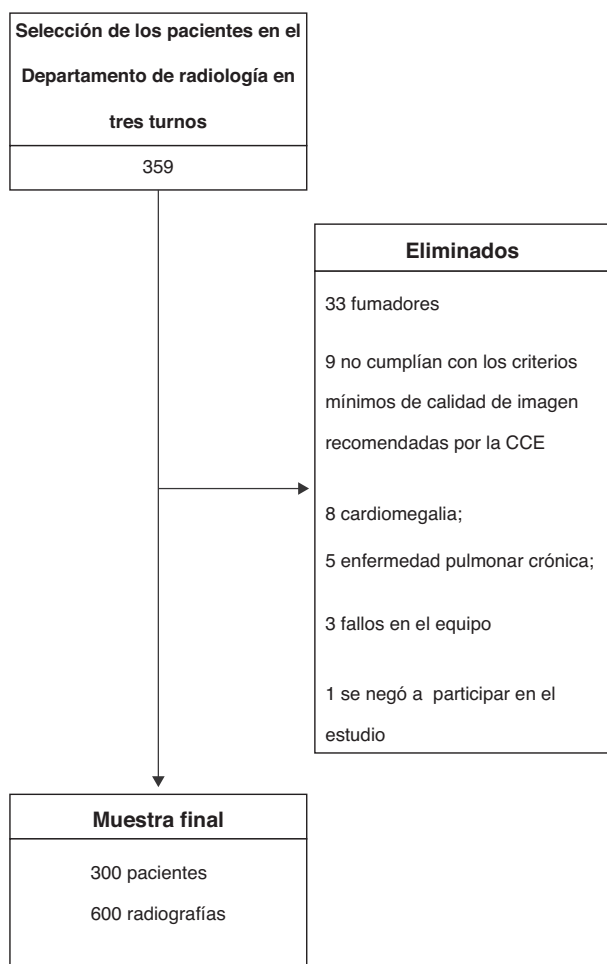 Selección de los pacientes en el
Departamento de radiología en
tres turnos
359
Eliminados
33 fumadores
9 no cumplían con los criterios
mínimos de calidad de imagen
recomendadas por la CCE
8 cardiomegalia;
5 enfermedad pulmonar crónica;
3 fallos en el equipo
1 se negó a participar en el
estudio
Muestra final
300 pacientes
600 radiografías